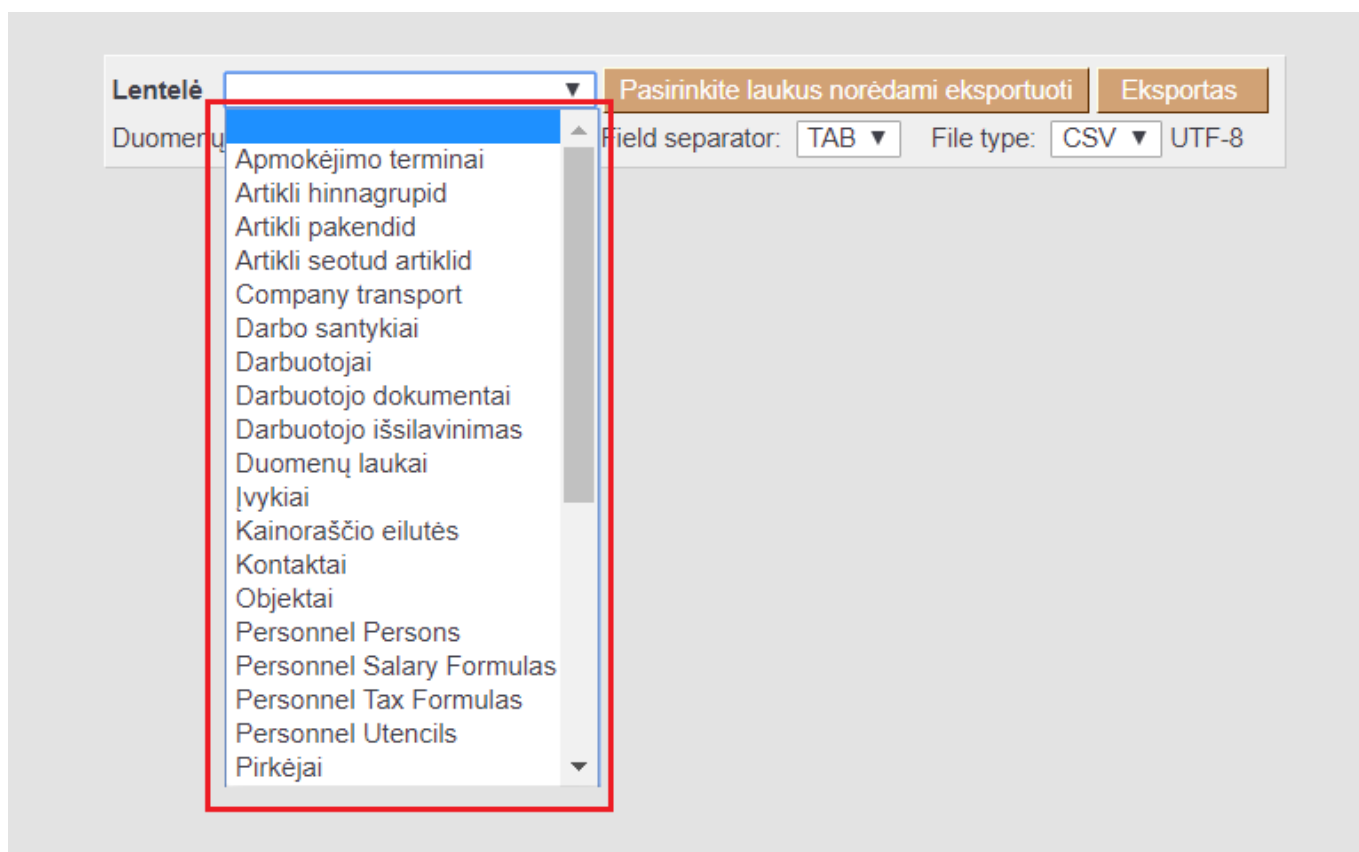 Lentelė Pasirinkite laukus norėdami eksportuoti Eksportas
Duomenų Field separator: TAB File type: CSV UTF-8
Apmokėjimo terminai
Artikli hinnagrupid
Artikli pakendid
Artikli seotud artiklid
Company transport
Darbo santykiai
Darbuotojai
Darbuotojo dokumentai
Darbuotojo išsilavinimas
Duomenų laukai
Įvykiai
Kainoraščio eilutės
Kontaktai
Objektai
Personnel Persons
Personnel Salary Formulas
Personnel Tax Formulas
Personnel Utencils
Pirkėjai